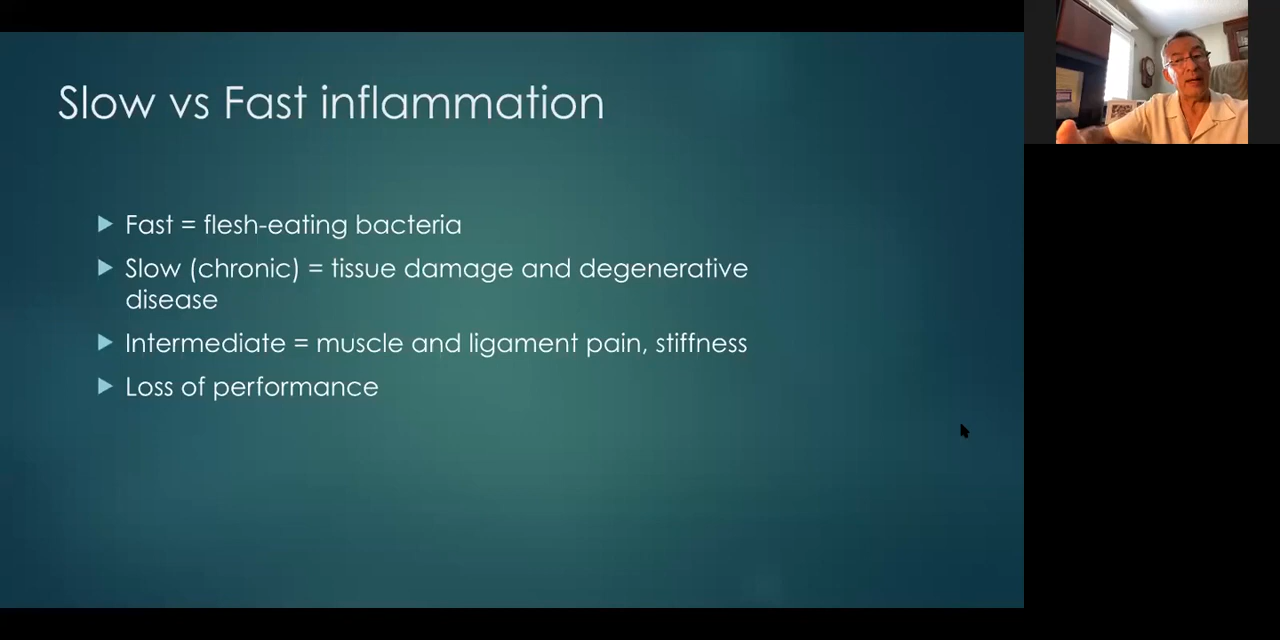 Slow vs Fast inflammation
Fast = flesh-eating bacteria
Slow (chronic) = tissue damage and degenerative
disease
Intermediate = muscle and ligament pain, stiffness
Loss of performance